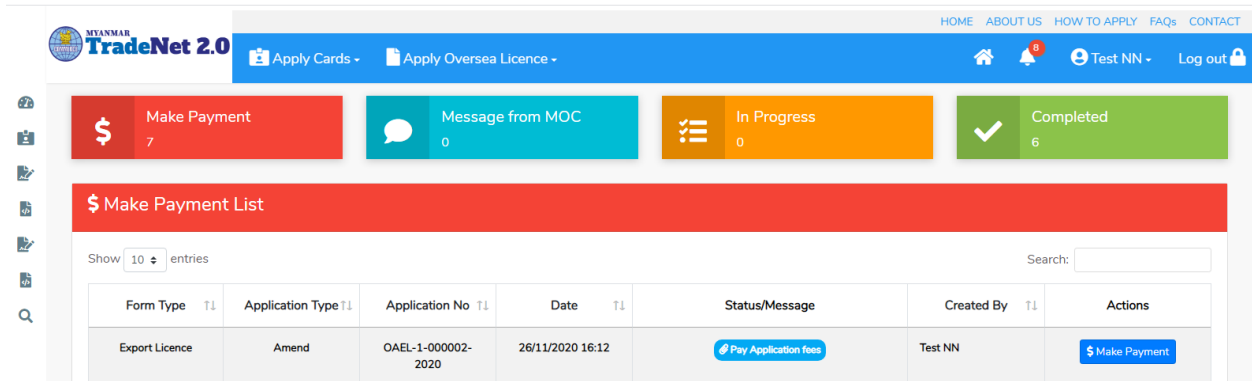 HOME ABOUT US HOW TO APPLY FAQs CONTACT
MYANMAR
TradeNet 2.0
Apply Cards
Apply Oversea Licence
8
Test NN
Log out
Make Payment
7
Message from MOC
0
In Progress
0
Completed
6
Make Payment List
Show 10 entries
Search:
Form Type Application Type Application No Date Status/Message Created By Actions
Export Licence Amend OAEL-1-000002-2020 26/11/2020 16:12 Pay Application fees Test NN $ Make Payment